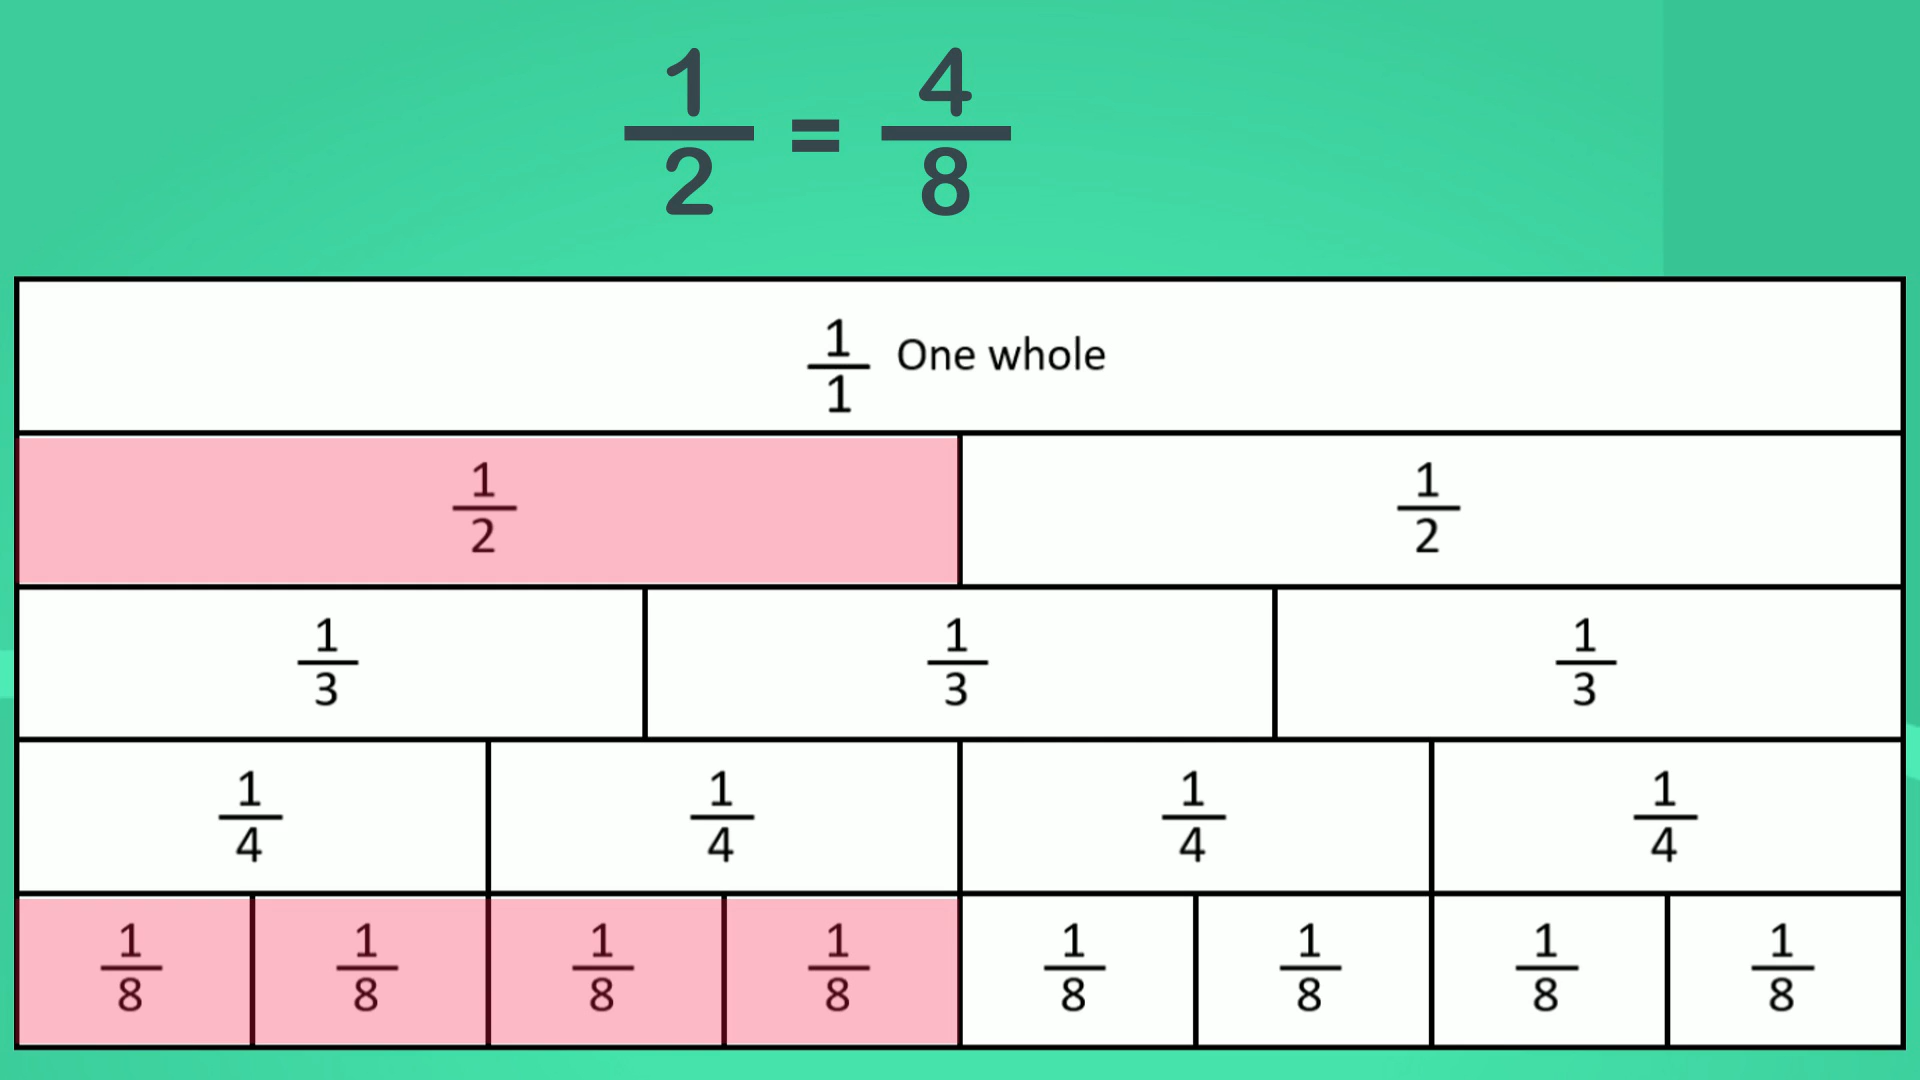 1/2 = 4/8
1/1 One whole
1/2 1/2
1/3 1/3 1/3
1/4 1/4 1/4 1/4
1/8 1/8 1/8 1/8 1/8 1/8 1/8 1/8